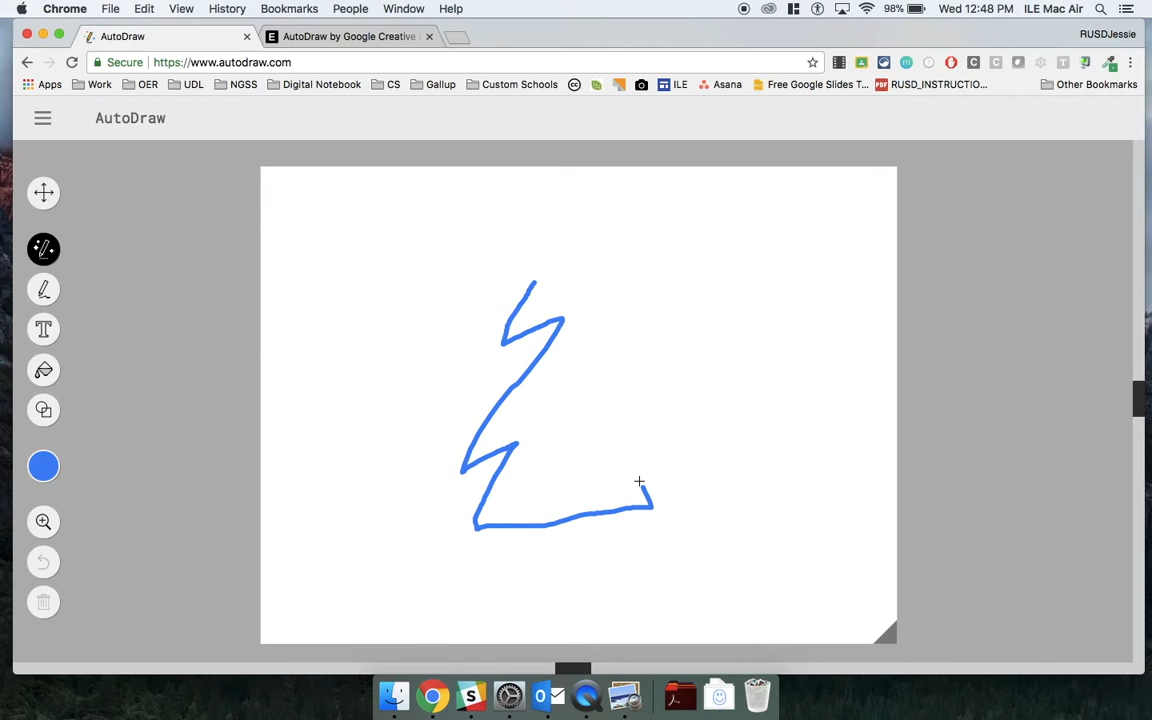 Chrome File Edit View History Bookmarks People Window Help 98% Wed 12:48 PM ILE Mac Air
AutoDraw AutoDraw by Google Creative RUSDJessie
Secure https://www.autodraw.com
Apps Work OER UDL NGSS Digital Notebook CS Gallup Custom Schools ILE Asana Free Google Slides T... RUSD_INSTRUCTIO... Other Bookmarks
AutoDraw
T